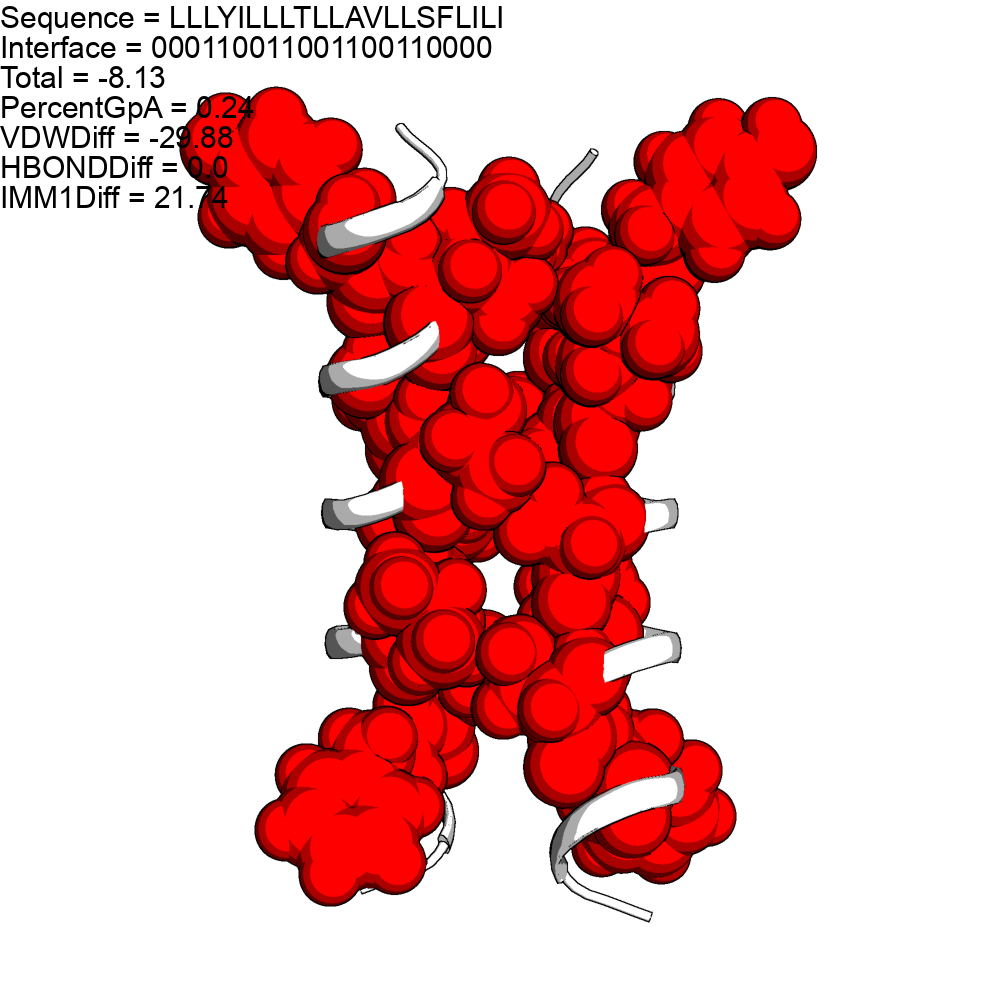 Sequence = LLLYILLLTLLAVLLSFLILI
Interface = 000110011001100110000
Total = -8.13
PercentGpA = 0.24
VDWDiff = -29.88
HBONDDiff = 0.0
IMM1Diff = 21.74